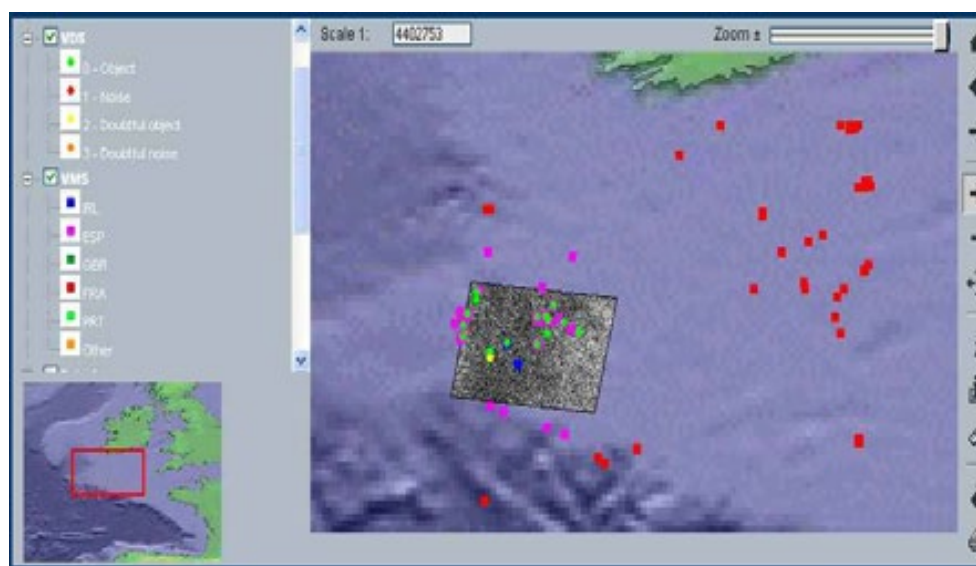 Scale 1: 4402753 Zoom ±
VDS
0 - Object
1 - Noise
2 - Doubtful object
3 - Doubtful noise
VMS
IRL
ESP
GBR
FRA
PRT
Other